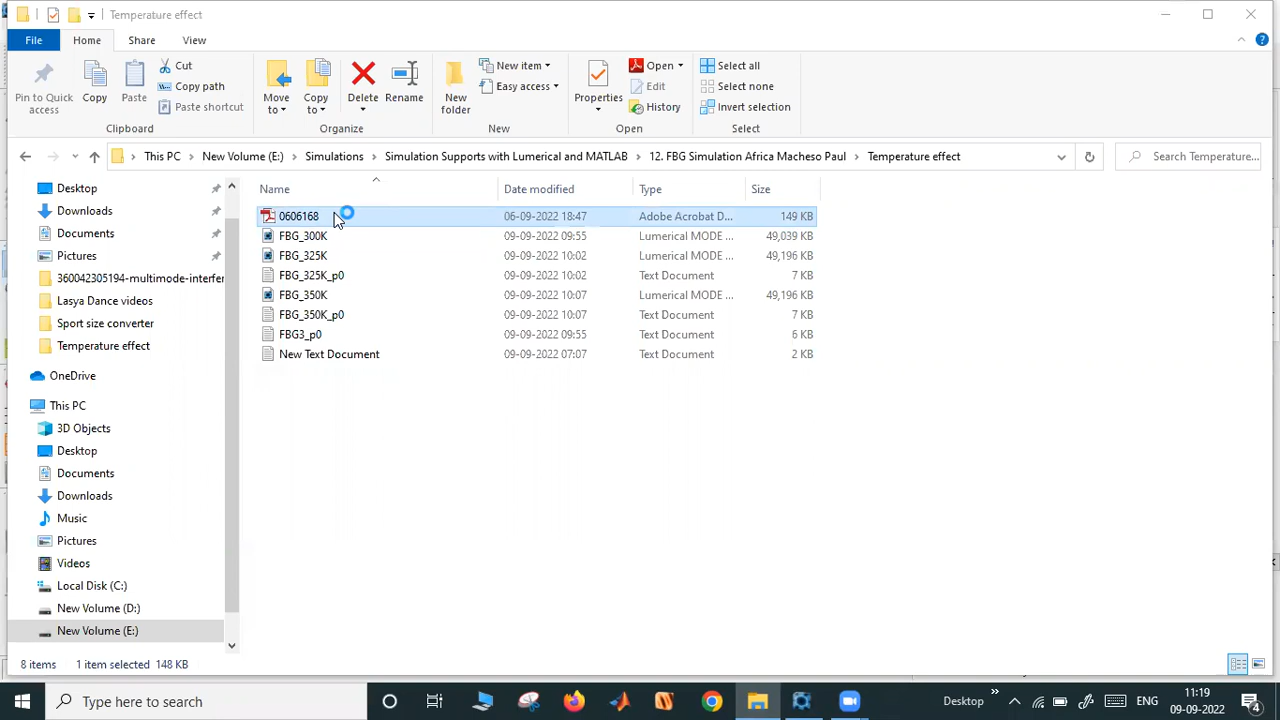 Temperature effect
File
Home
Share
View
Pin to Quick access
Copy
Paste
Cut
Copy path
Paste shortcut
Clipboard
Move to
Copy to
Delete
Rename
Organize
New folder
New item
Easy access
New
Properties
Open
Edit
History
Open
Select all
Select none
Invert selection
Select
This PC > New Volume (E:) > Simulations > Simulation Supports with Lumerical and MATLAB > 12. FBG Simulation Africa Macheso Paul > Temperature effect
Search Temperature...
Name Date modified Type Size
0606168 06-09-2022 18:47 Adobe Acrobat D... 149 KB
FBG_300K 09-09-2022 09:55 Lumerical MODE ... 49,039 KB
FBG_325K 09-09-2022 10:02 Lumerical MODE ... 49,196 KB
FBG_325K_p0 09-09-2022 10:02 Text Document 7 KB
FBG_350K 09-09-2022 10:07 Lumerical MODE ... 49,196 KB
FBG_350K_p0 09-09-2022 10:07 Text Document 7 KB
FBG3_p0 09-09-2022 09:55 Text Document 6 KB
New Text Document 09-09-2022 07:07 Text Document 2 KB
Desktop
Downloads
Documents
Pictures
360042305194-multimode-interfer
Lasya Dance videos
Sport size converter
Temperature effect
OneDrive
This PC
3D Objects
Desktop
Documents
Downloads
Music
Pictures
Videos
Local Disk (C:)
New Volume (D:)
New Volume (E:)
8 items 1 item selected 148 KB
Type here to search
Desktop
ENG
11:19
09-09-2022
4